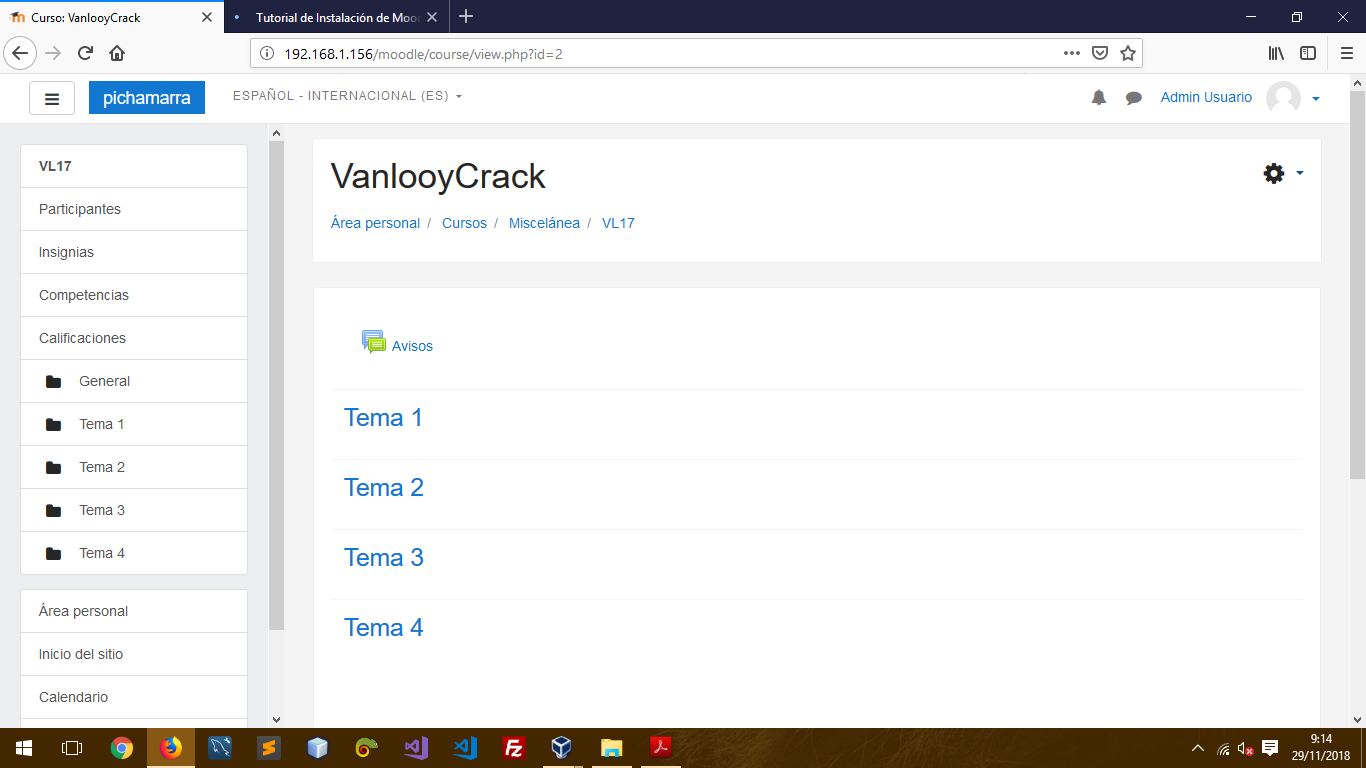 Curso: VanlooyCrack
Tutorial de Instalación de Moo
192.168.1.156/moodle/course/view.php?id=2
pichamarra
ESPAÑOL - INTERNACIONAL (ES)
Admin Usuario
VL17
Participantes
Insignias
Competencias
Calificaciones
General
Tema 1
Tema 2
Tema 3
Tema 4
Área personal
Inicio del sitio
Calendario
VanlooyCrack
Área personal / Cursos / Miscelánea / VL17
Avisos
Tema 1
Tema 2
Tema 3
Tema 4
9:14
29/11/2018